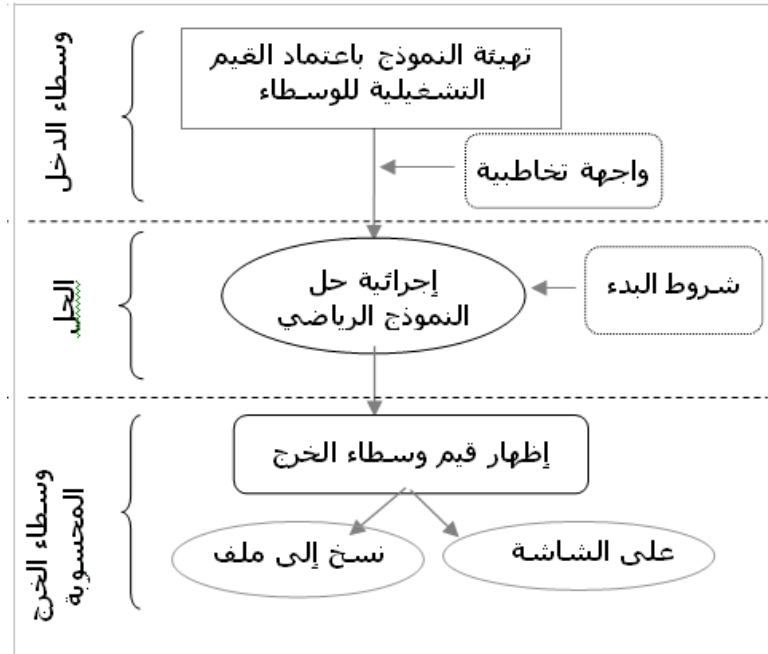 وسطاء الدخل
تهيئة النموذج باعتماد القيم
التشغيلية للوسطاء
واجهة تخاطبية
الحل
إجرائية حل
النموذج الرياضي
شروط البدء
وسطاء الخرج
المحسوبة
إظهار قيم وسطاء الخرج
على الشاشة
نسخ إلى ملف